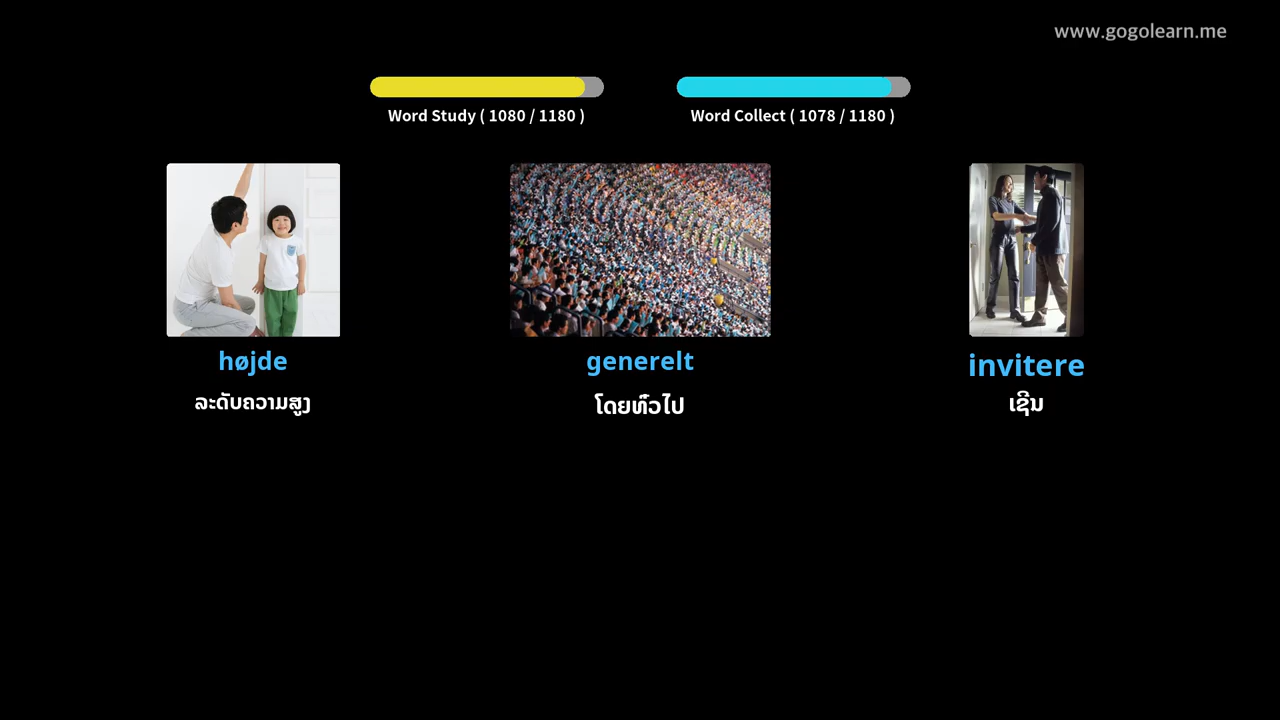 www.gogolearn.me
Word Study ( 1080 / 1180 )
Word Collect ( 1078 / 1180 )
højde
generelt
invitere
ລະດັບຄວາມສູງ
ໂດຍທົ່ວໄປ
ເຊີນ